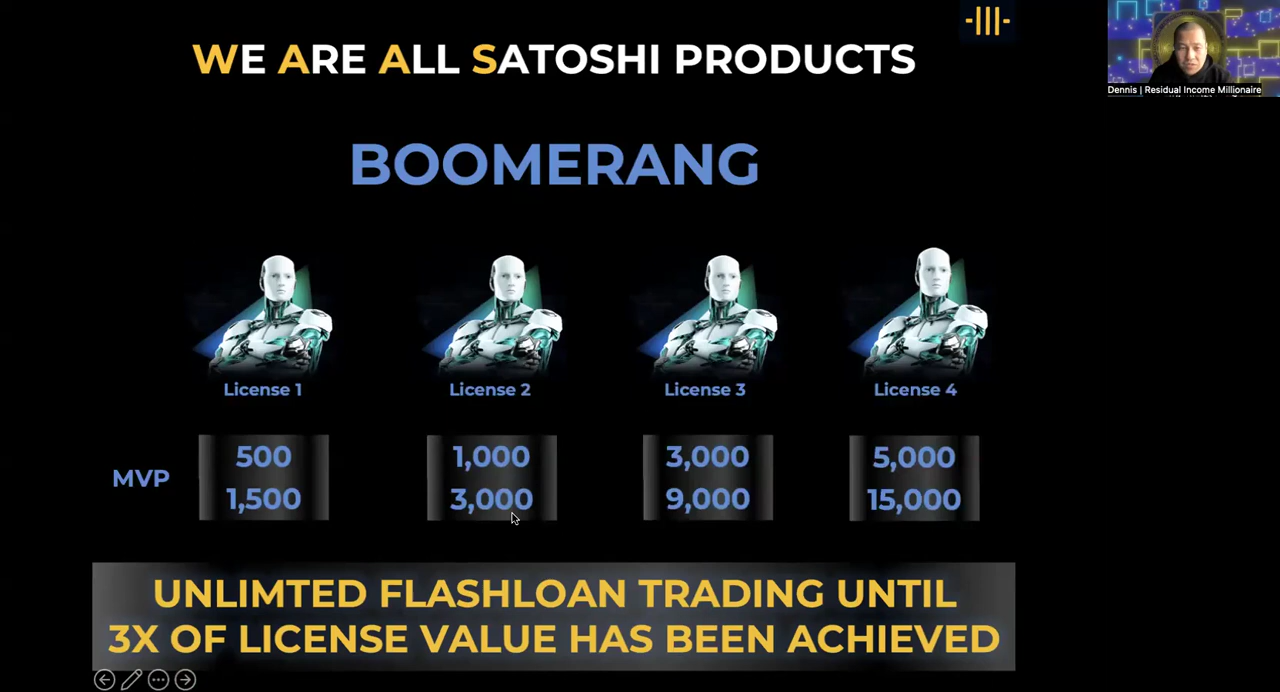 WE ARE ALL SATOSHI PRODUCTS
Dennis | Residual Income Millionaire
BOOMERANG
License 1
License 2
License 3
License 4
MVP
500
1,500
1,000
3,000
3,000
9,000
5,000
15,000
UNLIMTED FLASHLOAN TRADING UNTIL
3X OF LICENSE VALUE HAS BEEN ACHIEVED